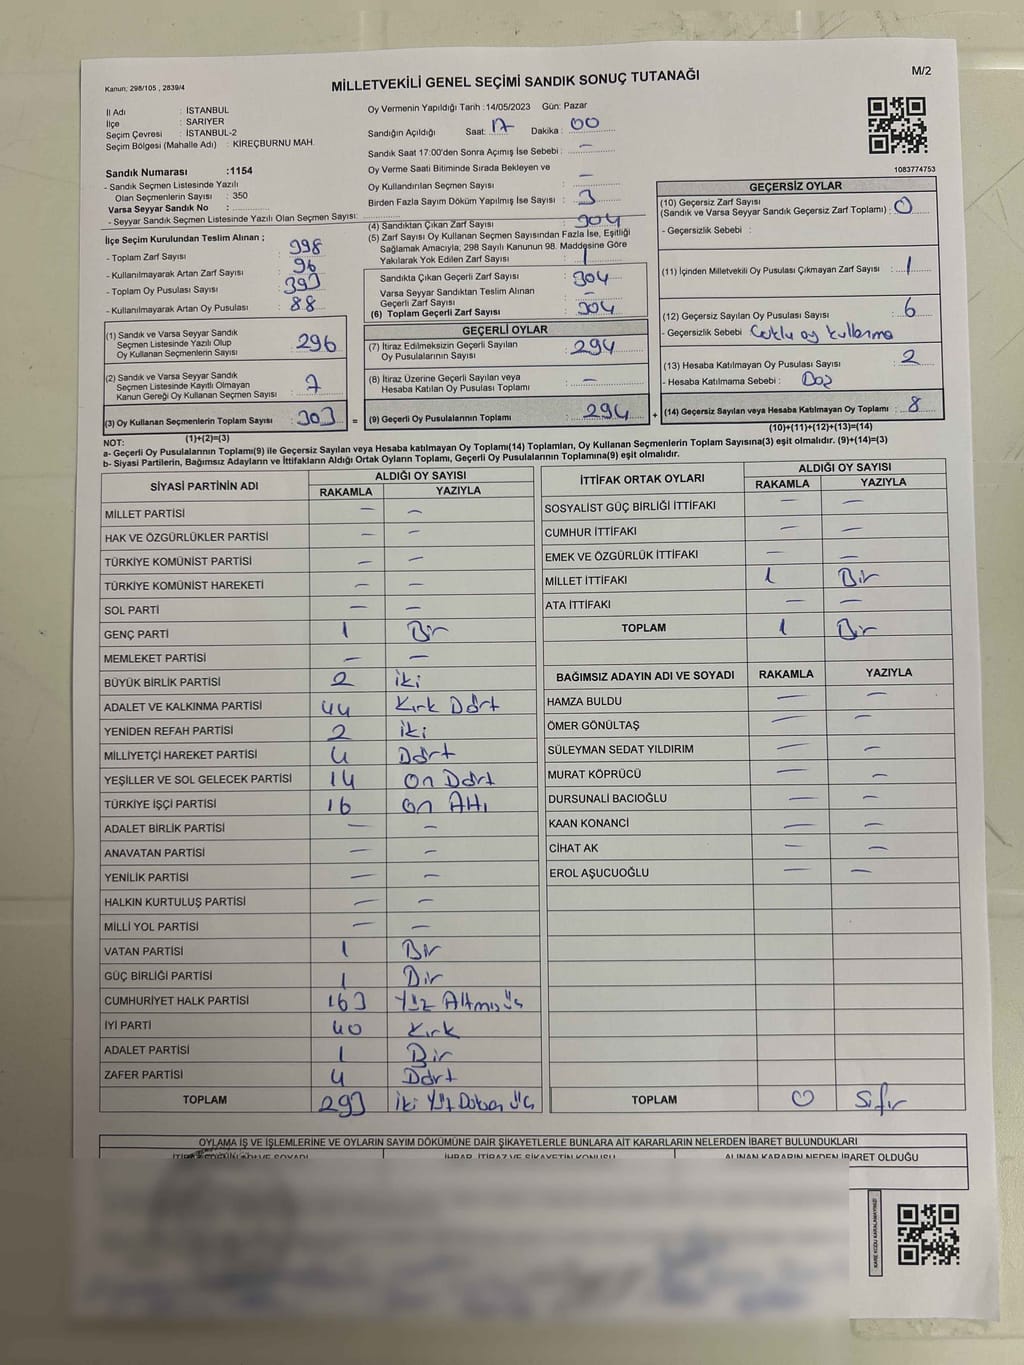 Kanun: 298/105 , 2839/4
MİLLETVEKİLİ GENEL SEÇİMİ SANDIK SONUÇ TUTANAĞI
M/2
İl Adı : İSTANBUL
İlçe : SARIYER
Seçim Çevresi : İSTANBUL-2
Seçim Bölgesi (Mahalle Adı) : KİREÇBURNU MAH.
Sandık Numarası :1154
- Sandık Seçmen Listesinde Yazılı
Olan Seçmenlerin Sayısı : 350
Varsa Seyyar Sandık No :
- Seyyar Sandık Seçmen Listesinde Yazılı Olan Seçmen Sayısı:
Oy Vermenin Yapıldığı Tarih :14/05/2023 Gün: Pazar
Sandığın Açıldığı Saat: 17 Dakika : 00
Sandık Saat 17:00'den Sonra Açımış İse Sebebi : –
Oy Verme Saati Bitiminde Sırada Bekleyen ve
Oy Kullandırılan Seçmen Sayısı : –
Birden Fazla Sayım Döküm Yapılmış İse Sayısı : 3
1083774753
İlçe Seçim Kurulundan Teslim Alınan ;
- Toplam Zarf Sayısı : 398
- Kullanılmayarak Artan Zarf Sayısı : 96
- Toplam Oy Pusulası Sayısı : 393
- Kullanılmayarak Artan Oy Pusulası : 88
(1) Sandık ve Varsa Seyyar Sandık
Seçmen Listesinde Yazılı Olup
Oy Kullanan Seçmenlerin Sayısı : 296
(2) Sandık ve Varsa Seyyar Sandık
Seçmen Listesinde Kayıtlı Olmayan
Kanun Gereği Oy Kullanan Seçmen Sayısı : 7
(3) Oy Kullanan Seçmenlerin Toplam Sayısı : 303
(1)+(2)=(3)
(4) Sandıktan Çıkan Zarf Sayısı : 304
(5) Zarf Sayısı Oy Kullanan Seçmen Sayısından Fazla İse, Eşitliği
Sağlamak Amacıyla; 298 Sayılı Kanunun 98. Maddesine Göre
Yakılarak Yok Edilen Zarf Sayısı : 1
Sandıkta Çıkan Geçerli Zarf Sayısı : 304
Varsa Seyyar Sandıktan Teslim Alınan
Geçerli Zarf Sayısı : –
(6) Toplam Geçerli Zarf Sayısı : 304
GEÇERLİ OYLAR
(7) İtiraz Edilmeksizin Geçerli Sayılan
Oy Pusulalarının Sayısı : 294
(8) İtiraz Üzerine Geçerli Sayılan veya
Hesaba Katılan Oy Pusulası Toplamı : –
= (9) Geçerli Oy Pusulalarının Toplamı : 294
GEÇERSİZ OYLAR
(10) Geçersiz Zarf Sayısı
(Sandık ve Varsa Seyyar Sandık Geçersiz Zarf Toplamı) : 0
- Geçersizlik Sebebi :
(11) İçinden Milletvekili Oy Pusulası Çıkmayan Zarf Sayısı : 1
(12) Geçersiz Sayılan Oy Pusulası Sayısı : 6
- Geçersizlik Sebebi Çoklu oy kullanma
(13) Hesaba Katılmayan Oy Pusulası Sayısı : 2
- Hesaba Katılmama Sebebi : Boş
+ (14) Geçersiz Sayılan veya Hesaba Katılmayan Oy Toplamı : 8
(10)+(11)+(12)+(13)=(14)
NOT:
a- Geçerli Oy Pusulalarının Toplamı(9) ile Geçersiz Sayılan veya Hesaba katılmayan Oy Toplamı(14) Toplamları, Oy Kullanan Seçmenlerin Toplam Sayısına(3) eşit olmalıdır. (9)+(14)=(3)
b- Siyasi Partilerin, Bağımsız Adayların ve İttifakların Aldığı Ortak Oyların Toplamı, Geçerli Oy Pusulalarının Toplamına(9) eşit olmalıdır.
SİYASİ PARTİNİN ADI ALDIĞI OY SAYISI
RAKAMLA YAZIYLA
MİLLET PARTİSİ – –
HAK VE ÖZGÜRLÜKLER PARTİSİ – –
TÜRKİYE KOMÜNİST PARTİSİ – –
TÜRKİYE KOMÜNİST HAREKETİ – –
SOL PARTİ – –
GENÇ PARTİ 1 Bir
MEMLEKET PARTİSİ – –
BÜYÜK BİRLİK PARTİSİ 2 iki
ADALET VE KALKINMA PARTİSİ 44 Kırk Dört
YENİDEN REFAH PARTİSİ 2 iki
MİLLİYETÇİ HAREKET PARTİSİ 4 Dört
YEŞİLLER VE SOL GELECEK PARTİSİ 14 On Dört
TÜRKİYE İŞÇİ PARTİSİ 16 On Altı
ADALET BİRLİK PARTİSİ – –
ANAVATAN PARTİSİ – –
YENİLİK PARTİSİ – –
HALKIN KURTULUŞ PARTİSİ – –
MİLLİ YOL PARTİSİ – –
VATAN PARTİSİ 1 Bir
GÜÇ BİRLİĞİ PARTİSİ 1 Bir
CUMHURİYET HALK PARTİSİ 163 Yüz Altmış Üç
İYİ PARTİ 40 Kırk
ADALET PARTİSİ 1 Bir
ZAFER PARTİSİ 4 Dört
TOPLAM 293 İki Yüz Doksan Üç
İTTİFAK ORTAK OYLARI ALDIĞI OY SAYISI
RAKAMLA YAZIYLA
SOSYALİST GÜÇ BİRLİĞİ İTTİFAKI – –
CUMHUR İTTİFAKI – –
EMEK VE ÖZGÜRLÜK İTTİFAKI – –
MİLLET İTTİFAKI 1 Bir
ATA İTTİFAKI – –
TOPLAM 1 Bir
BAĞIMSIZ ADAYIN ADI VE SOYADI RAKAMLA YAZIYLA
HAMZA BULDU – –
ÖMER GÖNÜLTAŞ – –
SÜLEYMAN SEDAT YILDIRIM – –
MURAT KÖPRÜCÜ – –
DURSUNALİ BACIOĞLU – –
KAAN KONANCİ – –
CİHAT AK – –
EROL AŞUCUOĞLU – –
TOPLAM 0 Sıfır
OYLAMA İŞ VE İŞLEMLERİNE VE OYLARIN SAYIM DÖKÜMÜNE DAİR ŞİKAYETLERLE BUNLARA AİT KARARLARIN NELERDEN İBARET BULUNDUKLARI
İHBAR, İTİRAZ VE ŞİKAYETİN KONUSU ALINAN KARARIN NEDEN İBARET OLDUĞU
KARE KODU KARALAMAYINIZ!